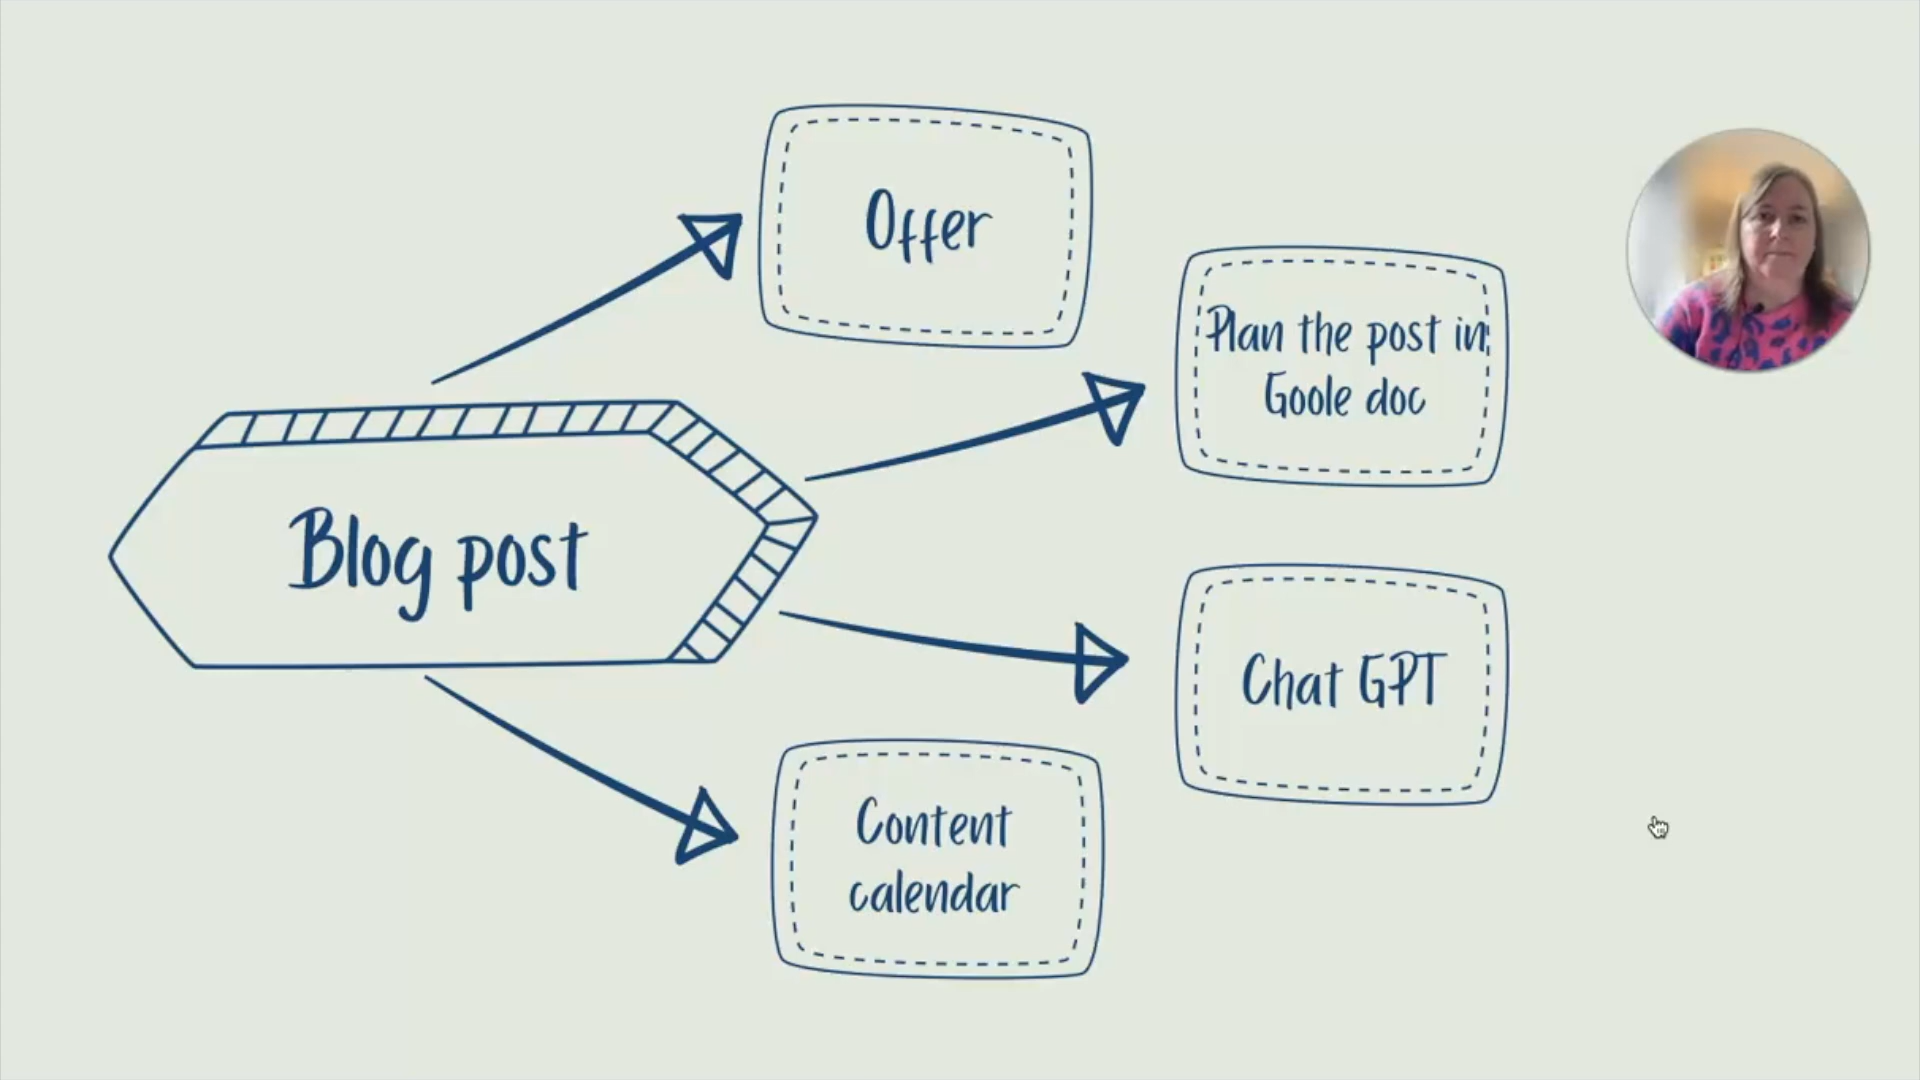 Offer
Plan the post in
Goole doc
Blog post
Chat GPT
Content
calendar